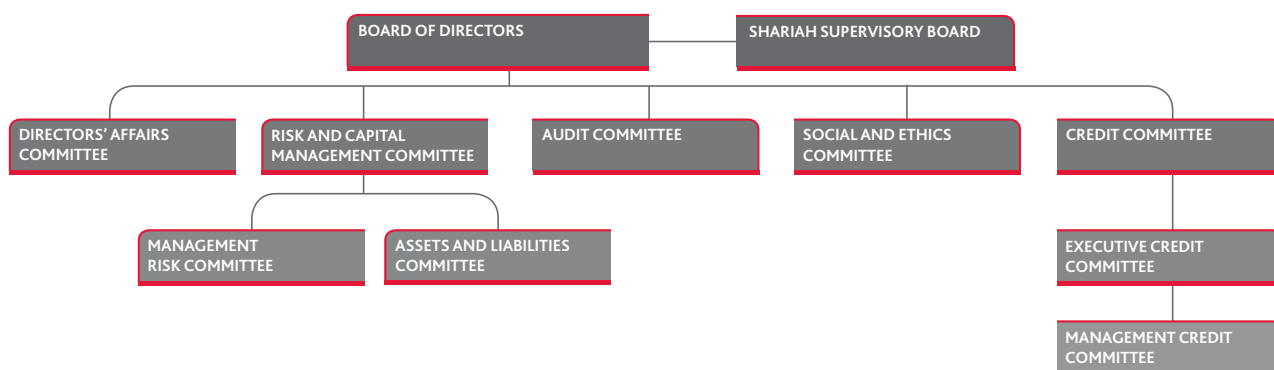 BOARD OF DIRECTORS
SHARIAH SUPERVISORY BOARD
DIRECTORS’ AFFAIRS
COMMITTEE
RISK AND CAPITAL
MANAGEMENT COMMITTEE
AUDIT COMMITTEE
SOCIAL AND ETHICS
COMMITTEE
CREDIT COMMITTEE
MANAGEMENT
RISK COMMITTEE
ASSETS AND LIABILITIES
COMMITTEE
EXECUTIVE CREDIT
COMMITTEE
MANAGEMENT CREDIT
COMMITTEE